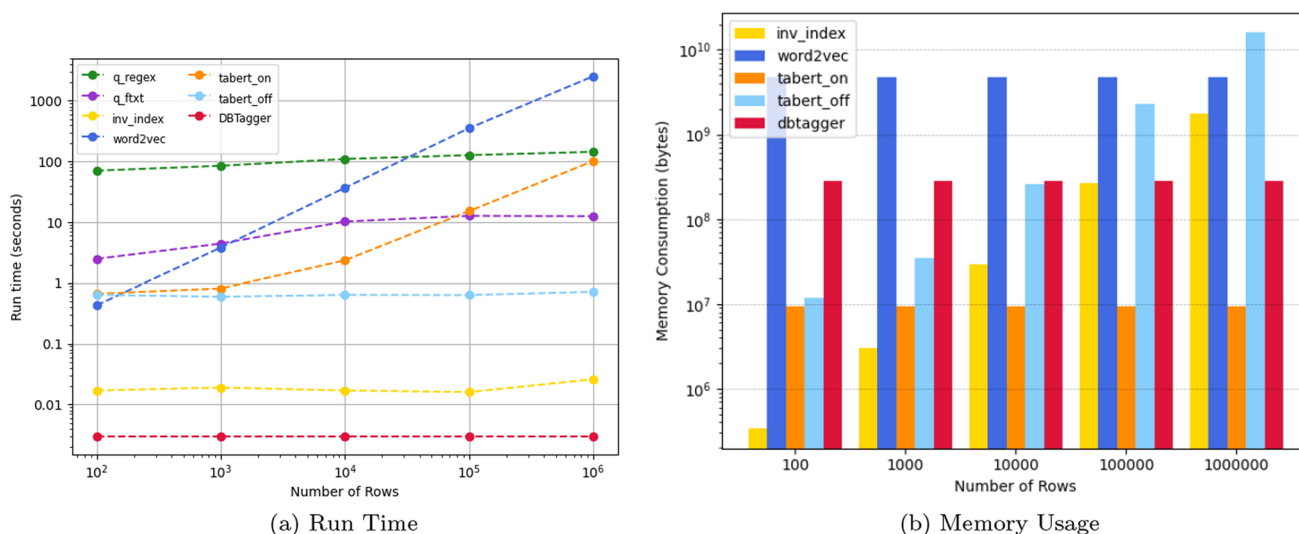 q_regex
q_ftxt
inv_index
word2vec
tabert_on
tabert_off
DBTagger
1000
100
10
1
0.1
0.01
Run time (seconds)
10²
10³
10⁴
10⁵
10⁶
Number of Rows
(a) Run Time
inv_index
word2vec
tabert_on
tabert_off
dbtagger
10¹⁰
10⁹
10⁸
10⁷
10⁶
Memory Consumption (bytes)
100
1000
10000
100000
1000000
Number of Rows
(b) Memory Usage